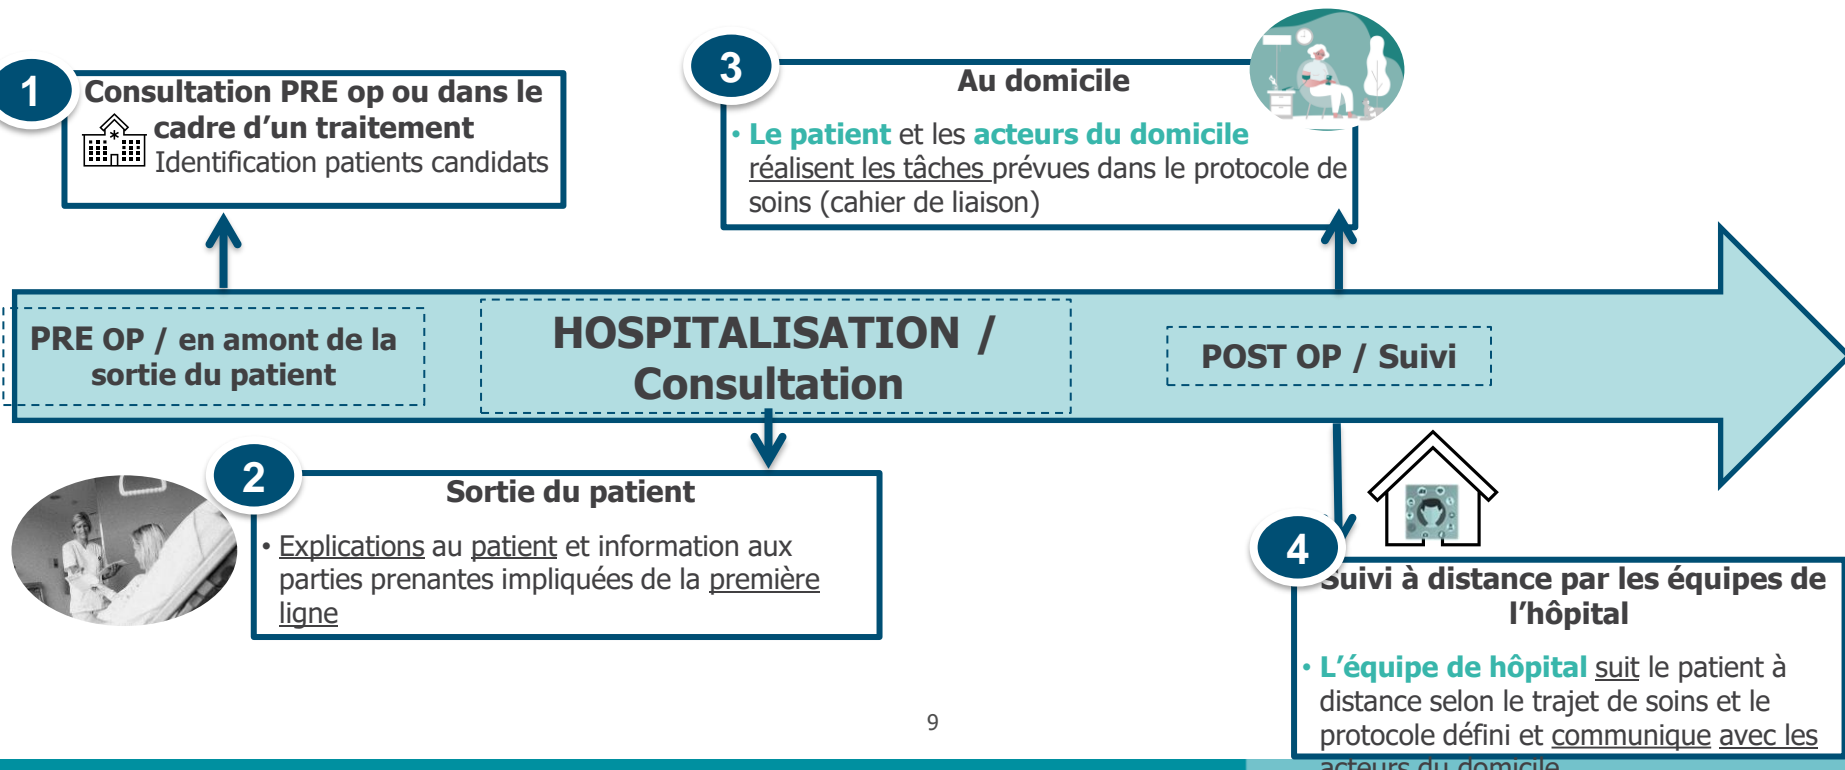 1
Consultation PRE op ou dans le
cadre d’un traitement
Identification patients candidats
3
Au domicile
• Le patient et les acteurs du domicile
réalisent les tâches prévues dans le protocole de
soins (cahier de liaison)
PRE OP / en amont de la
sortie du patient
HOSPITALISATION /
Consultation
POST OP / Suivi
2
Sortie du patient
• Explications au patient et information aux
parties prenantes impliquées de la première
ligne
4
Suivi à distance par les équipes de
l’hôpital
• L’équipe de hôpital suit le patient à
distance selon le trajet de soins et le
protocole défini et communique avec les
acteurs du domicile
9